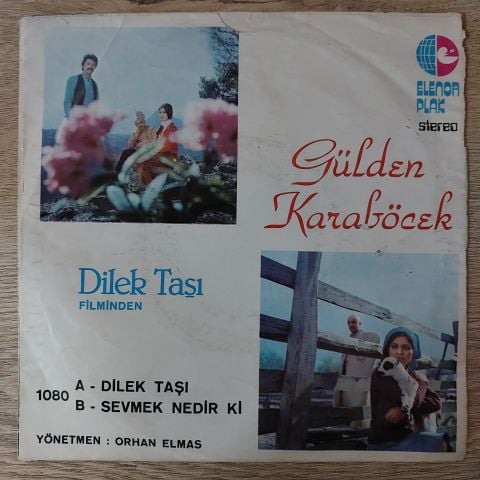 ELENOR
PLAK
stereo
Gülden
Karaböcek
Dilek Taşı
FİLMİNDEN
1080 A - DİLEK TAŞI
B - SEVMEK NEDİR Kİ
YÖNETMEN : ORHAN ELMAS